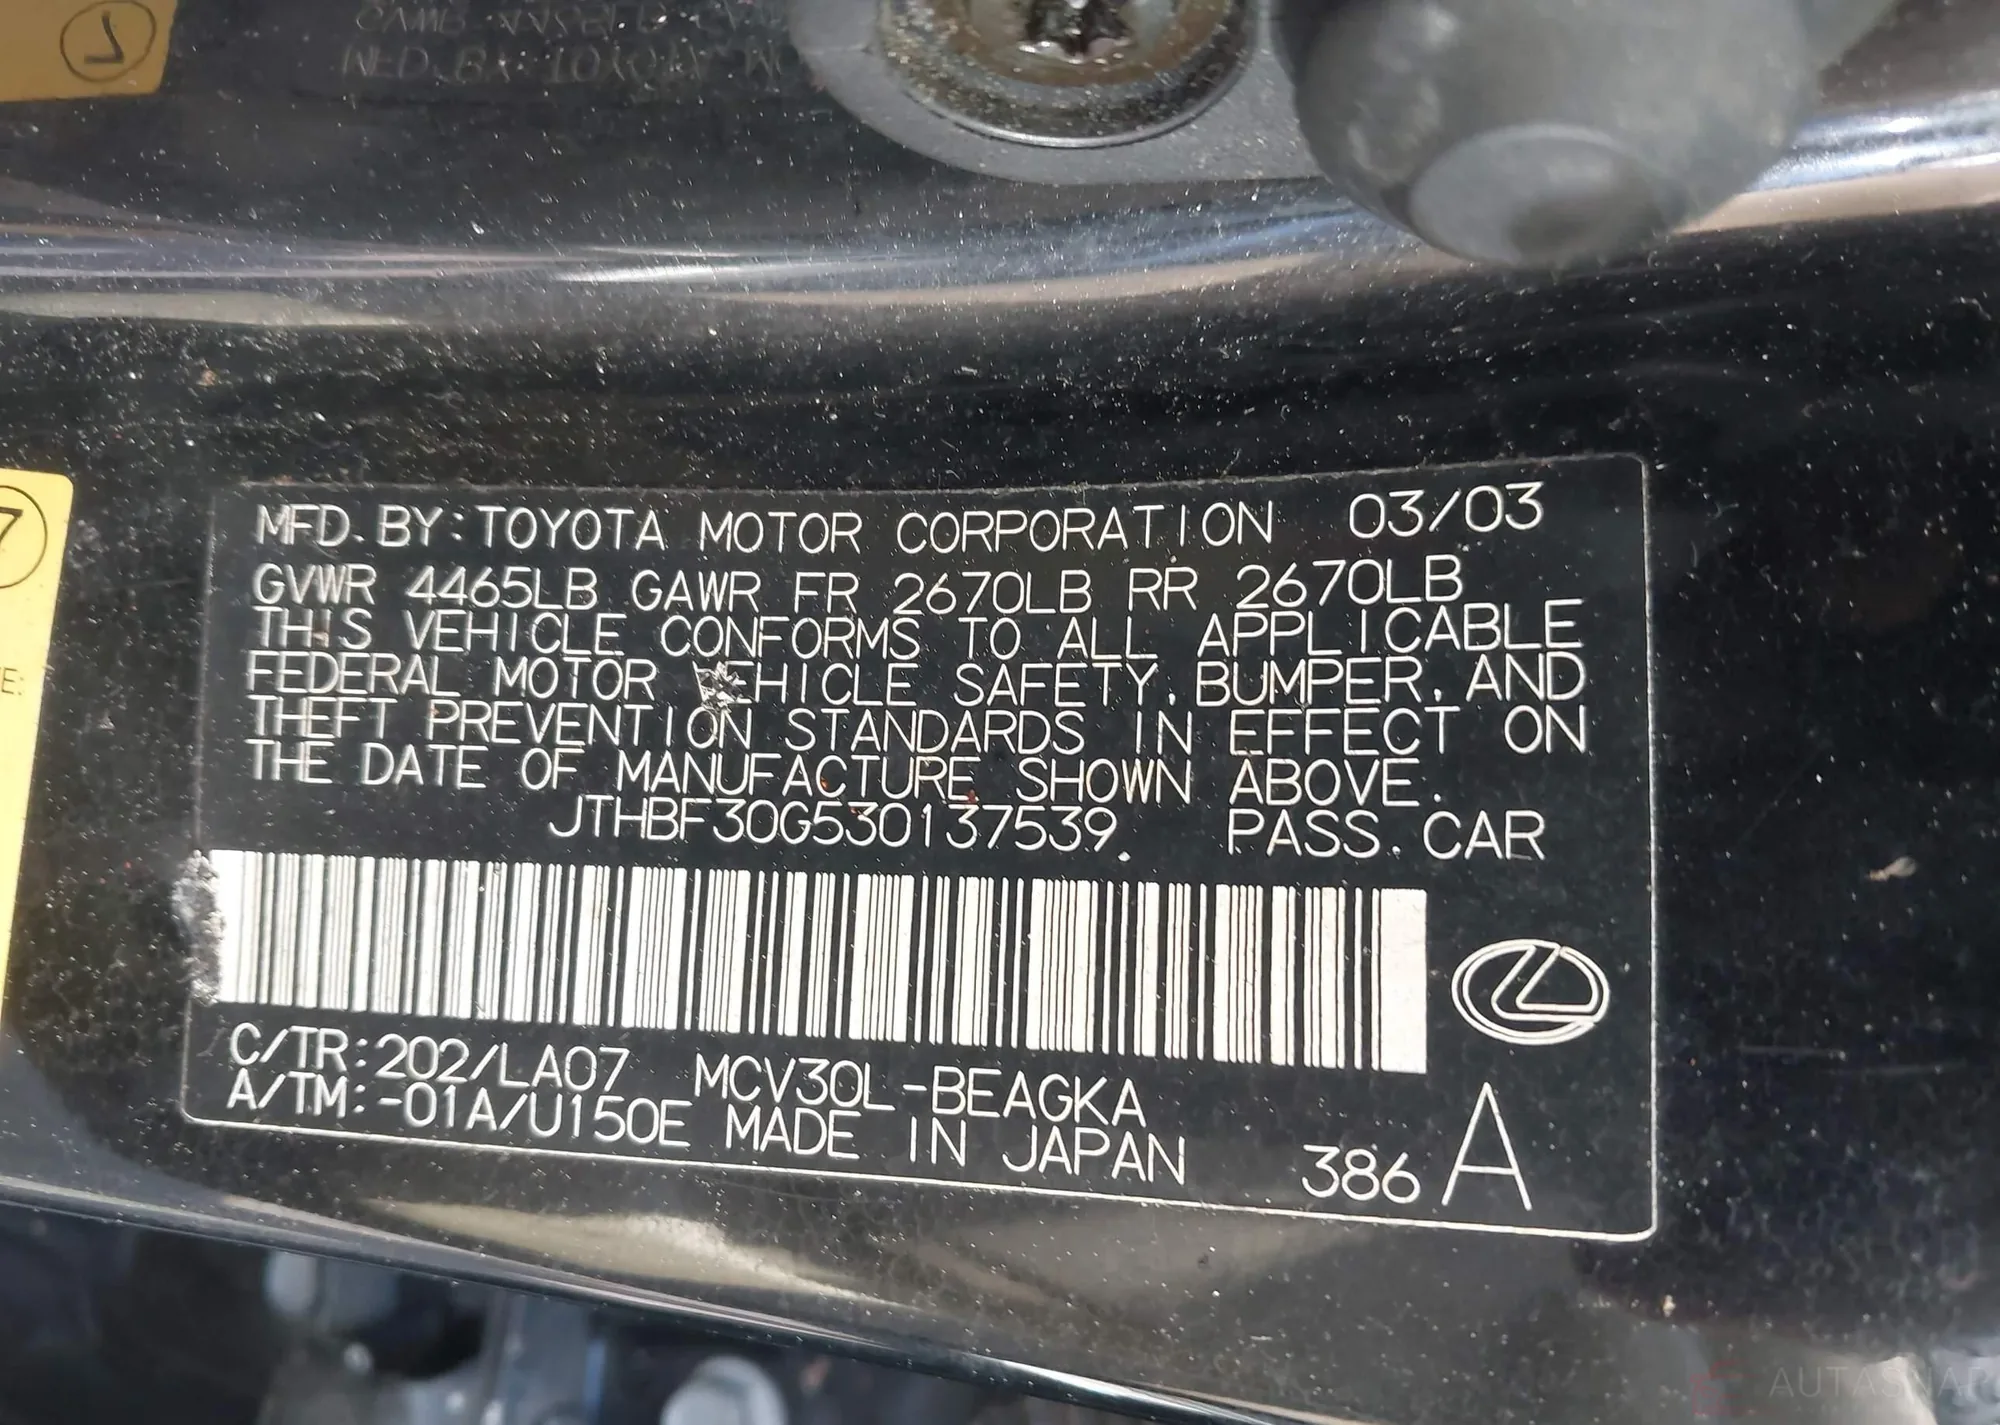 7
MFD. BY: TOYOTA MOTOR CORPORATION 03/03
GVWR 4465LB GAWR FR 2670LB RR 2670LB
THIS VEHICLE CONFORMS TO ALL APPLICABLE
FEDERAL MOTOR VEHICLE SAFETY, BUMPER, AND
THEFT PREVENTION STANDARDS IN EFFECT ON
THE DATE OF MANUFACTURE SHOWN ABOVE.
JTHBF30G530137539 PASS. CAR
C/TR:202/LA07 MCV30L-BEAGKA
A/TM:-01A/U150E MADE IN JAPAN 386 A
E: